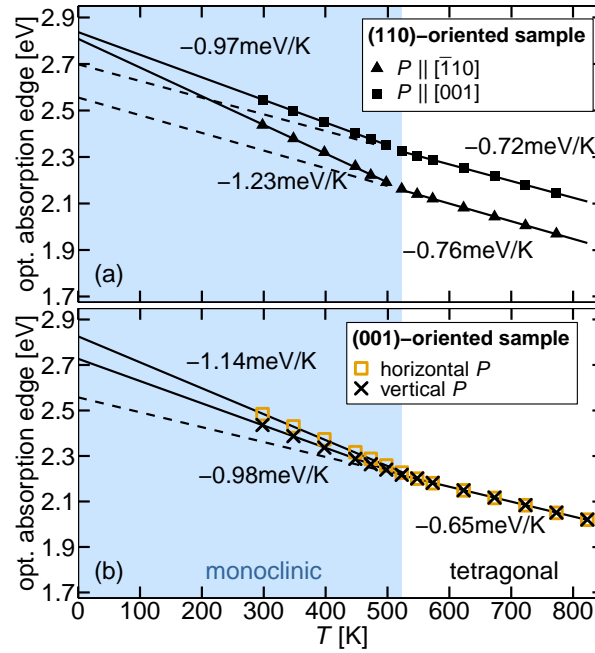 2.9
2.7
2.5
2.3
2.1
1.9
1.7
opt. absorption edge [eV]
(110)–oriented sample
P || [1̅10]
P || [001]
−0.97meV/K
−0.72meV/K
−1.23meV/K
−0.76meV/K
(a)
2.9
2.7
2.5
2.3
2.1
1.9
1.7
opt. absorption edge [eV]
(001)–oriented sample
horizontal P
vertical P
−1.14meV/K
−0.98meV/K
−0.65meV/K
(b)
monoclinic
tetragonal
0 100 200 300 400 500 600 700 800
T [K]